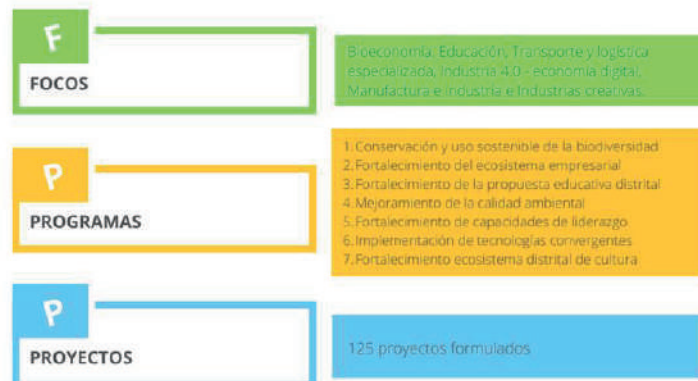 F
FOCOS
Bioeconomía, Educación, Transporte y logística
especializada, Industria 4.0 - economía digital,
Manufactura e industria e Industrias creativas.
P
PROGRAMAS
1. Conservación y uso sostenible de la biodiversidad
2. Fortalecimiento del ecosistema empresarial
3. Fortalecimiento de la propuesta educativa distrital
4. Mejoramiento de la calidad ambiental
5. Fortalecimiento de capacidades de liderazgo
6. Implementación de tecnologías convergentes
7. Fortalecimiento ecosistema distrital de cultura
P
PROYECTOS
125 proyectos formulados